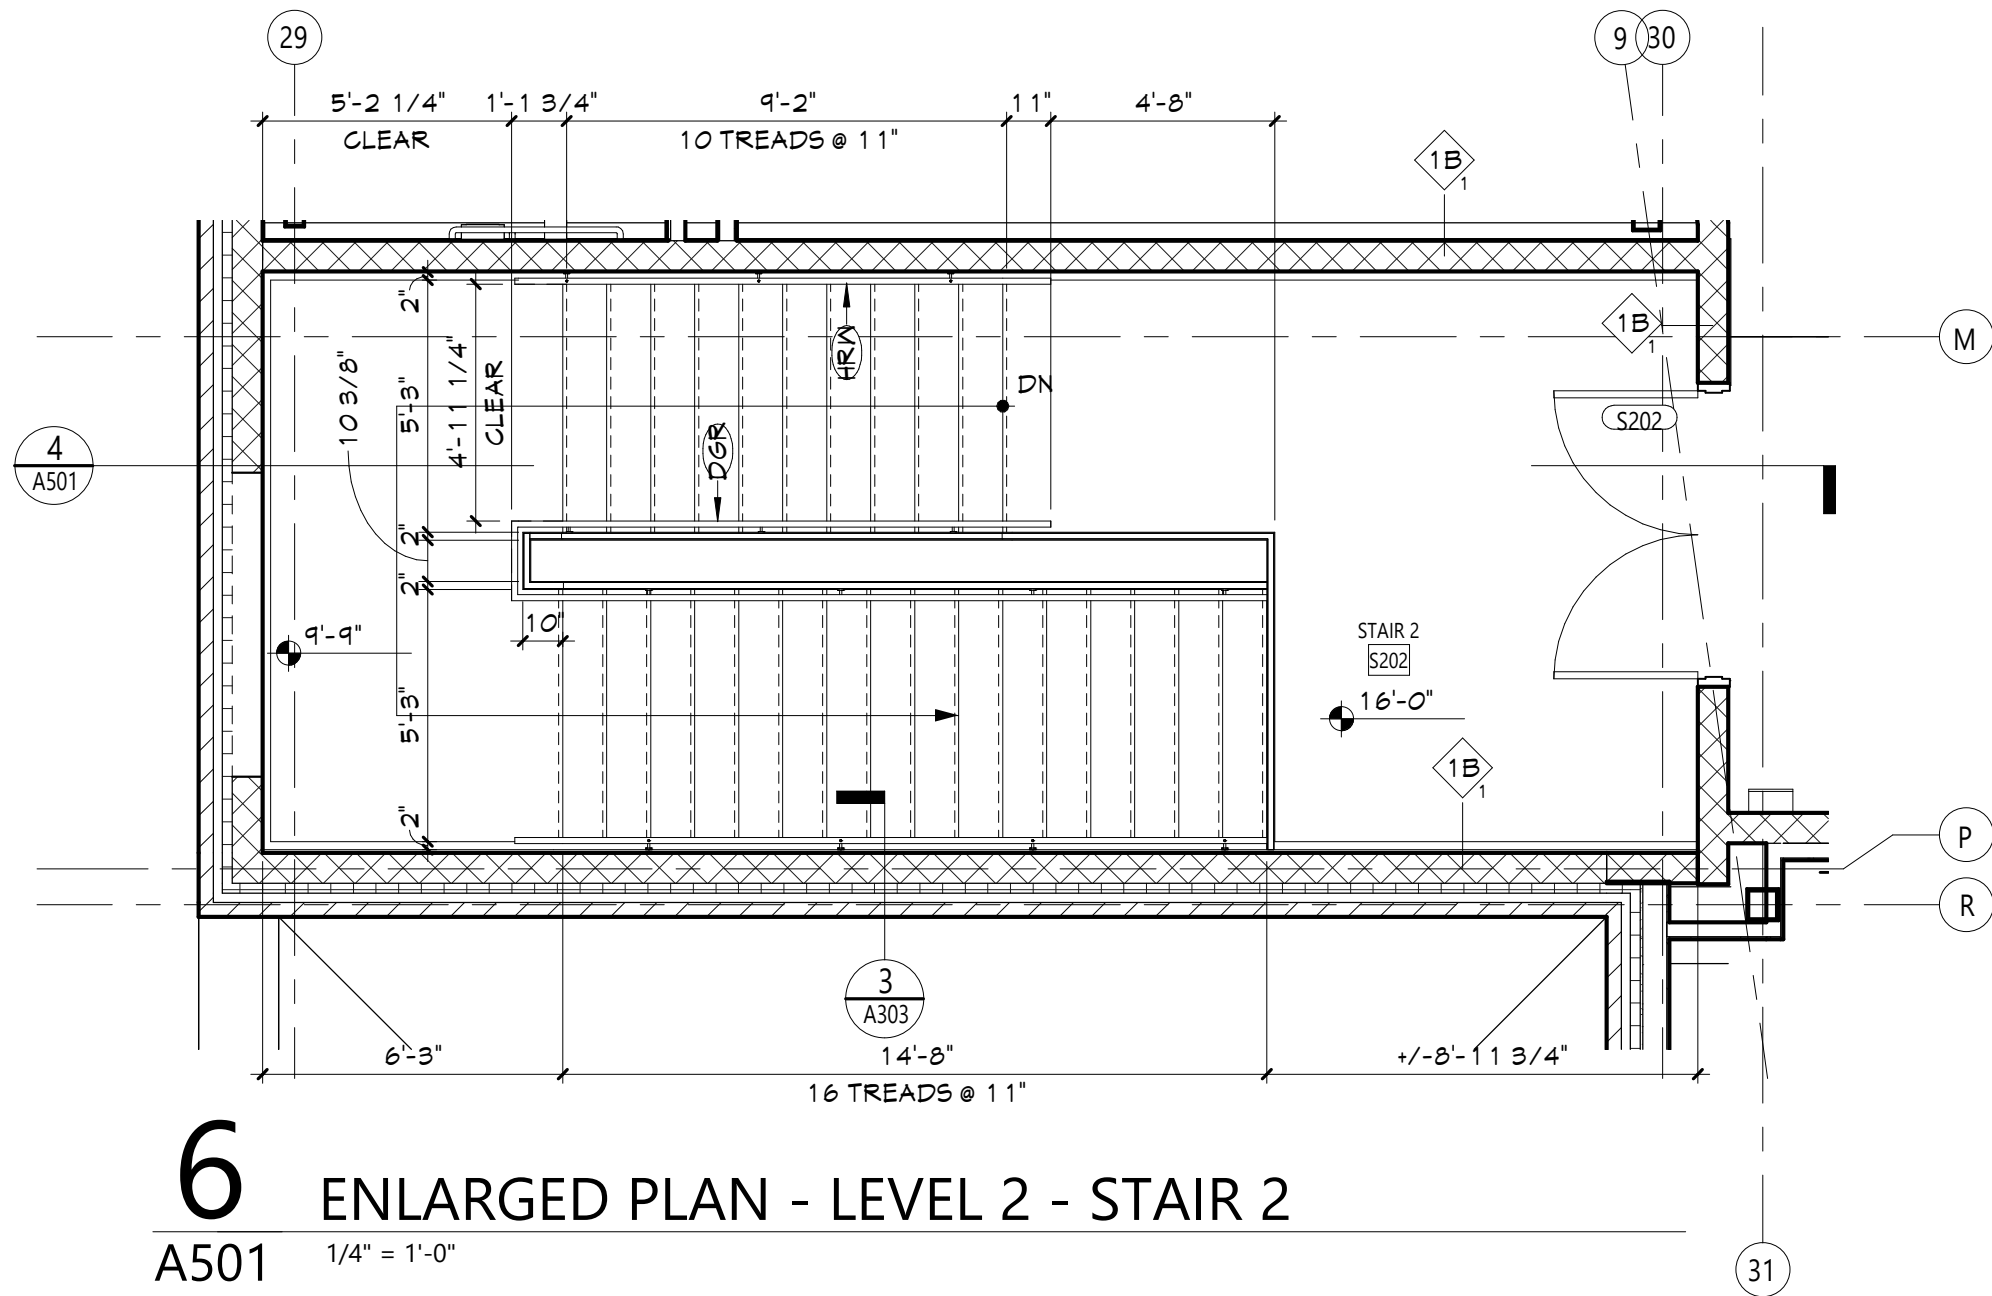 29
9
30
5'-2 1/4"
CLEAR
1'-1 3/4"
9'-2"
10 TREADS @ 11"
11"
4'-8"
1B
1
2"
HRW
1B
1
M
10 3/8"
5'-3"
4'-11 1/4"
CLEAR
DN
S202
DGR
4
A501
2"
2"
10"
9'-9"
STAIR 2
S202
5'-3"
16'-0"
1B
1
2"
P
R
3
A303
6'-3"
14'-8"
16 TREADS @ 11"
+/-8'-11 3/4"
6
ENLARGED PLAN - LEVEL 2 - STAIR 2
A501
1/4" = 1'-0"
31